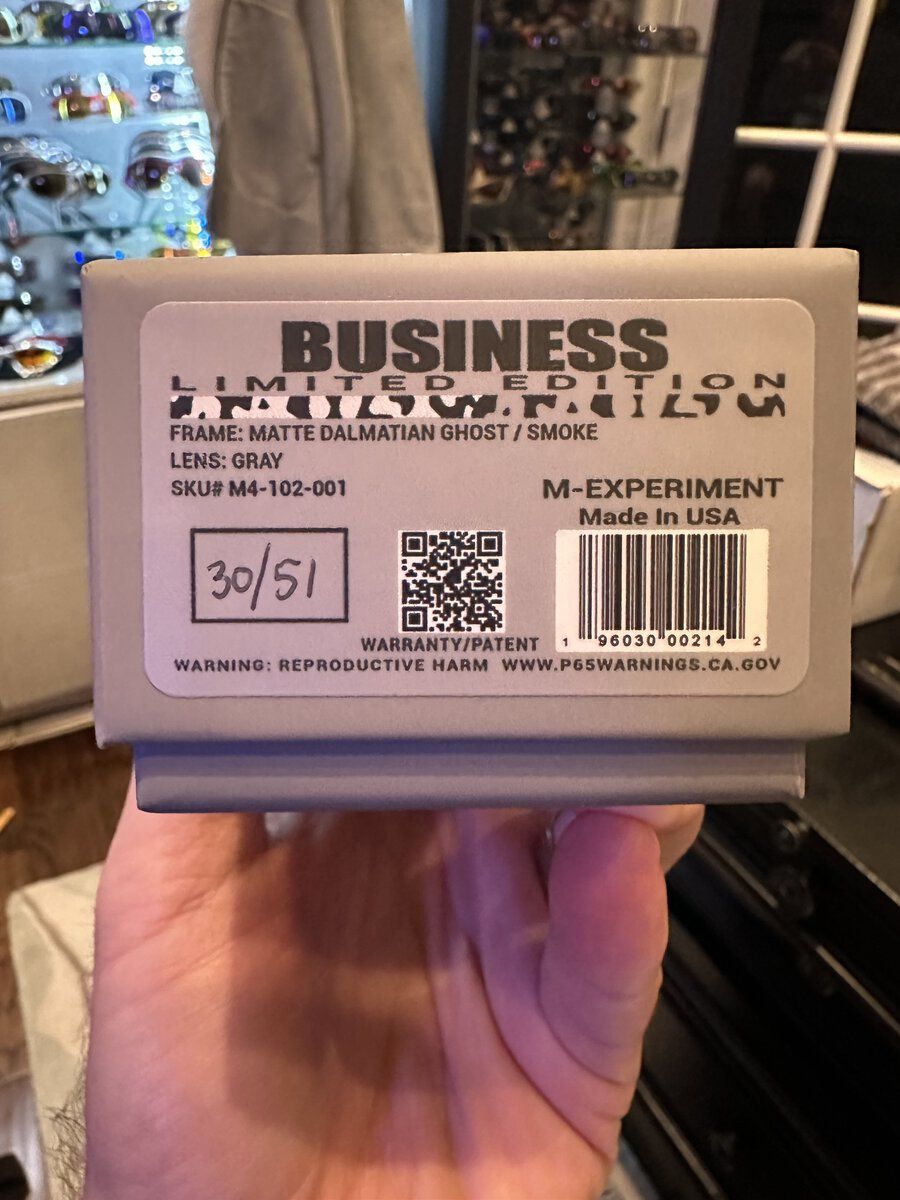 BUSINESS
LIMITED EDITION
FRAME: MATTE DALMATIAN GHOST / SMOKE
LENS: GRAY
SKU# M4-102-001
M-EXPERIMENT
Made In USA
30/51
1 96030 00214 2
WARRANTY/PATENT
WARNING: REPRODUCTIVE HARM WWW.P65WARNINGS.CA.GOV